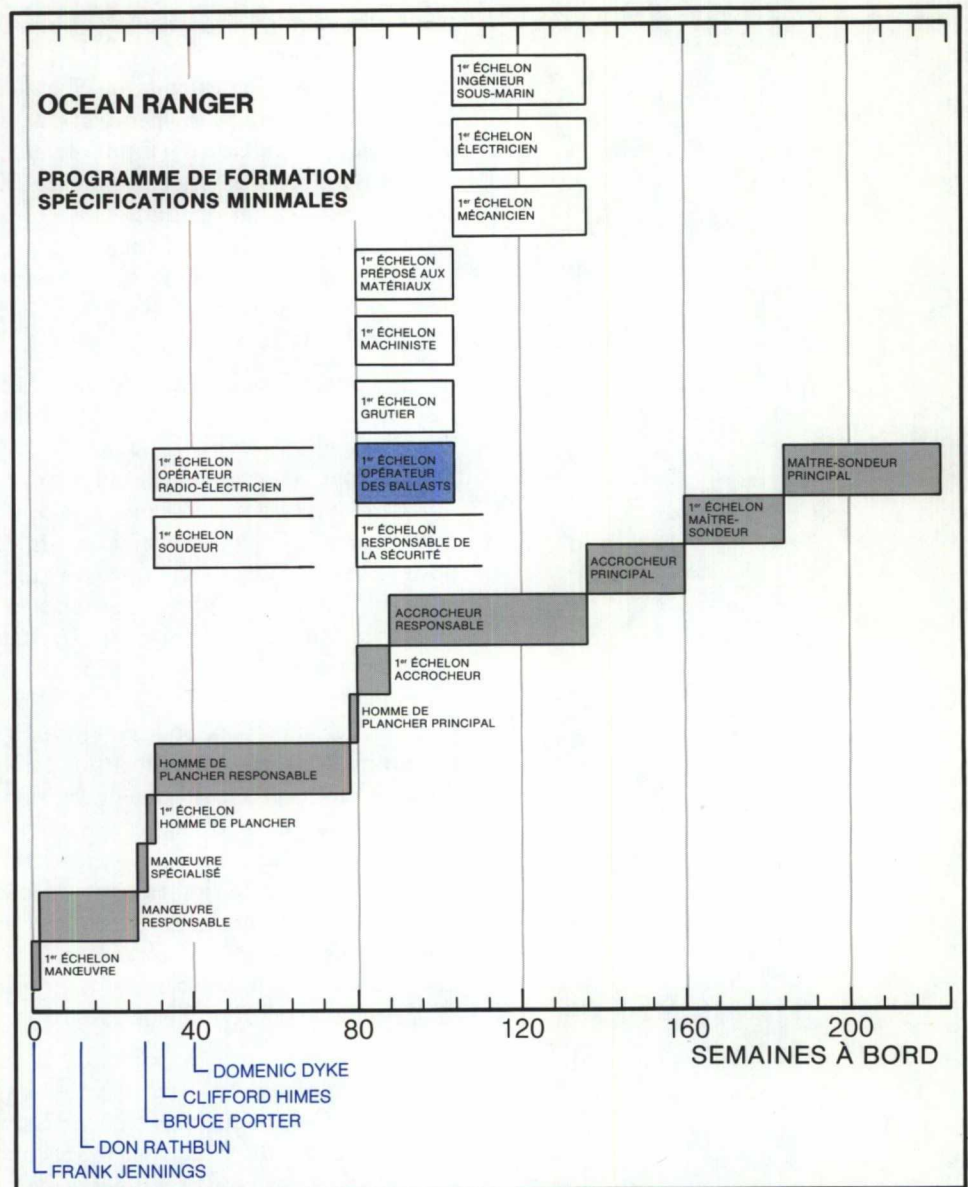 OCEAN RANGER
PROGRAMME DE FORMATION
SPÉCIFICATIONS MINIMALES
1er ÉCHELON
INGÉNIEUR
SOUS-MARIN
1er ÉCHELON
ÉLECTRICIEN
1er ÉCHELON
MÉCANICIEN
1er ÉCHELON
PRÉPOSÉ AUX
MATÉRIAUX
1er ÉCHELON
MACHINISTE
1er ÉCHELON
GRUTIER
1er ÉCHELON
OPÉRATEUR
RADIO-ÉLECTRICIEN
1er ÉCHELON
OPÉRATEUR
DES BALLASTS
MAÎTRE-SONDEUR
PRINCIPAL
1er ÉCHELON
SOUDEUR
1er ÉCHELON
RESPONSABLE DE
LA SÉCURITÉ
1er ÉCHELON
MAÎTRE-
SONDEUR
ACCROCHEUR
PRINCIPAL
ACCROCHEUR
RESPONSABLE
1er ÉCHELON
ACCROCHEUR
HOMME DE
PLANCHER PRINCIPAL
HOMME DE
PLANCHER RESPONSABLE
1er ÉCHELON
HOMME DE PLANCHER
MANŒUVRE
SPÉCIALISÉ
MANŒUVRE
RESPONSABLE
1er ÉCHELON
MANŒUVRE
0 40 80 120 160 200
SEMAINES À BORD
DOMENIC DYKE
CLIFFORD HIMES
BRUCE PORTER
DON RATHBUN
FRANK JENNINGS